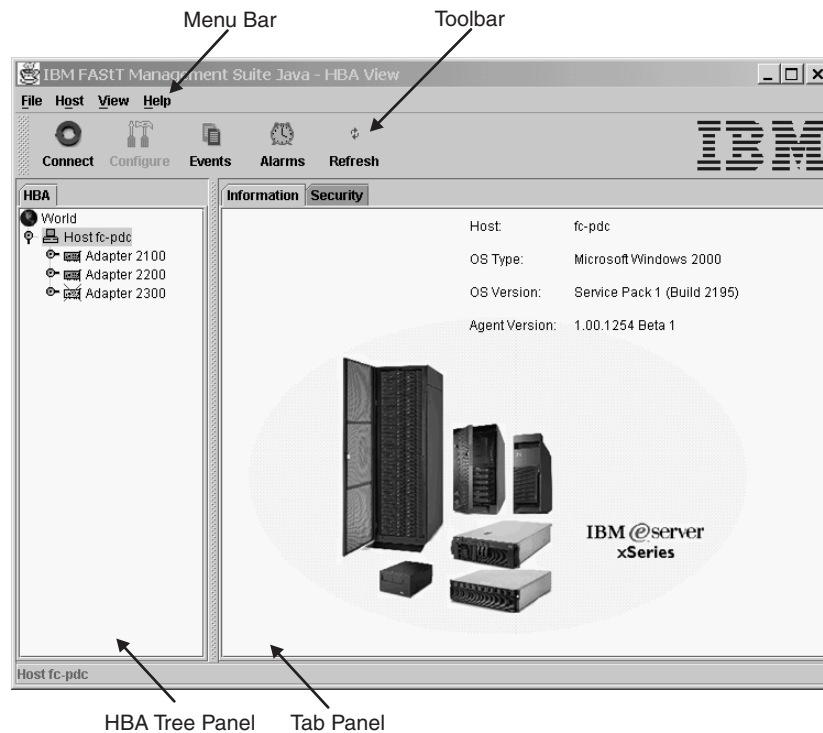 Menu Bar
Toolbar
IBM FAStT Management Suite Java - HBA View
File Host View Help
Connect Configure Events Alarms Refresh
IBM
HBA
Information Security
World
Host fc-pdc
Adapter 2100
Adapter 2200
Adapter 2300
Host: fc-pdc
OS Type: Microsoft Windows 2000
OS Version: Service Pack 1 (Build 2195)
Agent Version: 1.00.1254 Beta 1
IBM @server
xSeries
Host fc-pdc
HBA Tree Panel
Tab Panel